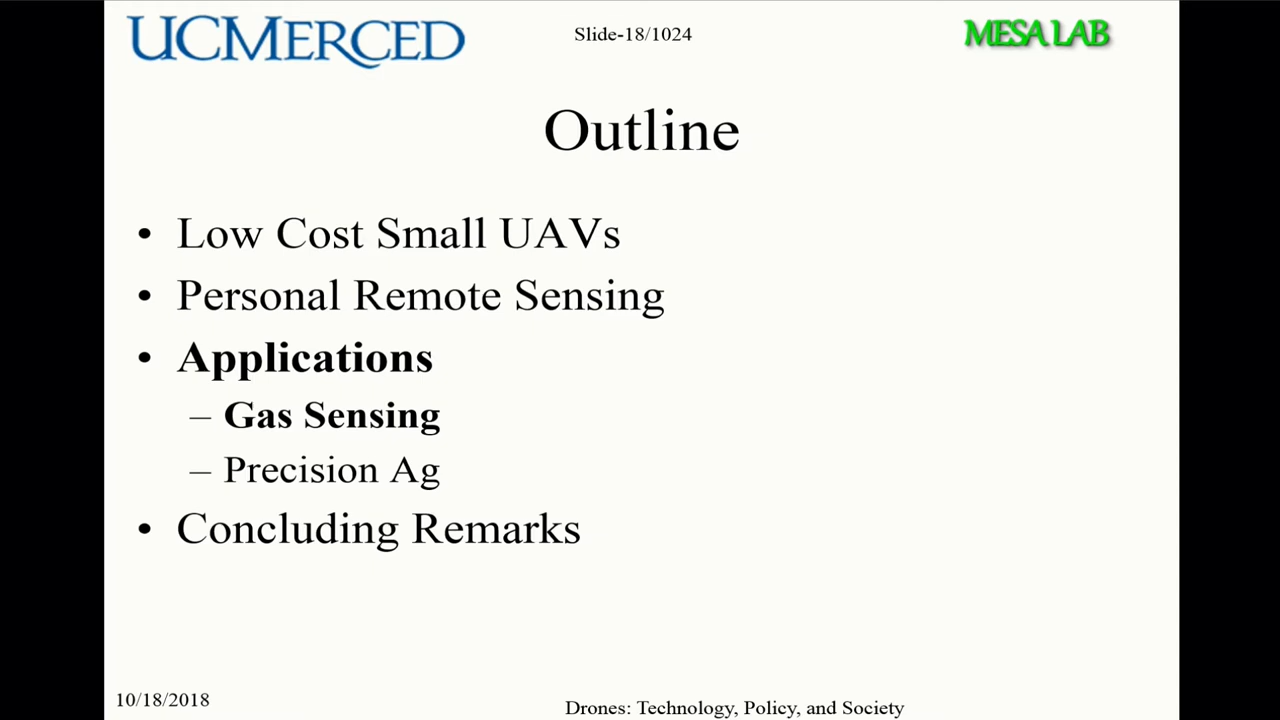 UCMERCED
Slide-18/1024
MESA LAB
Outline
• Low Cost Small UAVs
• Personal Remote Sensing
• Applications
– Gas Sensing
– Precision Ag
• Concluding Remarks
10/18/2018
Drones: Technology, Policy, and Society